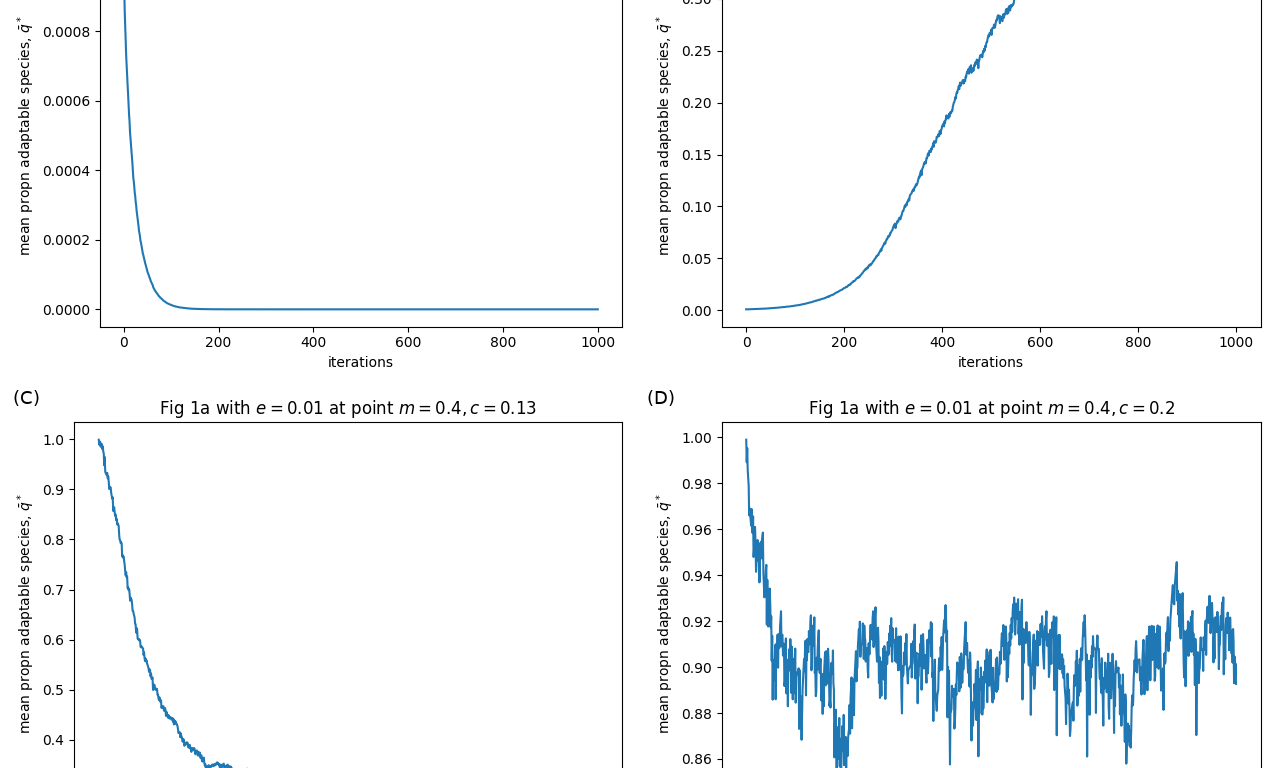 0.0008
0.0006
0.0004
0.0002
0.0000
mean propn adaptable species, q̄*
0 200 400 600 800 1000
iterations
0.30
0.25
0.20
0.15
0.10
0.05
0.00
mean propn adaptable species, q̄*
0 200 400 600 800 1000
iterations
(C)
Fig 1a with e = 0.01 at point m = 0.4, c = 0.13
1.0
0.9
0.8
0.7
0.6
0.5
0.4
mean propn adaptable species, q̄*
(D)
Fig 1a with e = 0.01 at point m = 0.4, c = 0.2
1.00
0.98
0.96
0.94
0.92
0.90
0.88
0.86
mean propn adaptable species, q̄*